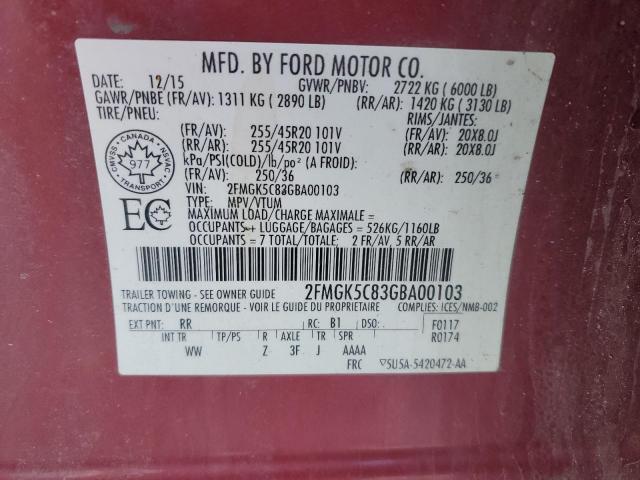 MFD. BY FORD MOTOR CO.
DATE: 12/15 GVWR/PNBV: 2722 KG ( 6000 LB)
GAWR/PNBE (FR/AV): 1311 KG ( 2890 LB) (RR/AR): 1420 KG ( 3130 LB)
TIRE/PNEU: RIMS/JANTES:
(FR/AV): 255/45R20 101V (FR/AV): 20X8.0J
(RR/AR): 255/45R20 101V (RR/AR): 20X8.0J
kPa/PSI(COLD)/lb/po² (A FROID):
(FR/AV): 250/36 (RR/AR): 250/36
VIN: 2FMGK5C83GBA00103
TYPE: MPV/VTUM
MAXIMUM LOAD/CHARGE MAXIMALE =
OCCUPANTS + LUGGAGE/BAGAGES = 526KG/1160LB
OCCUPANTS = 7 TOTAL/TOTALE: 2 FR/AV, 5 RR/AR
CANADA
SSVMC NSVAC
977
TRANSPORT
EC
2FMGK5C83GBA00103
TRAILER TOWING - SEE OWNER GUIDE
TRACTION D'UNE REMORQUE - VOIR LE GUIDE DU PROPRIETAIRE COMPLIES: ICES/NMB-002
EXT PNT: RR RC: B1 DSO: F0117
INT TR TP/PS R AXLE TR SPR R0174
WW Z 3F J AAAA
FRC 5U5A-5420472-AA